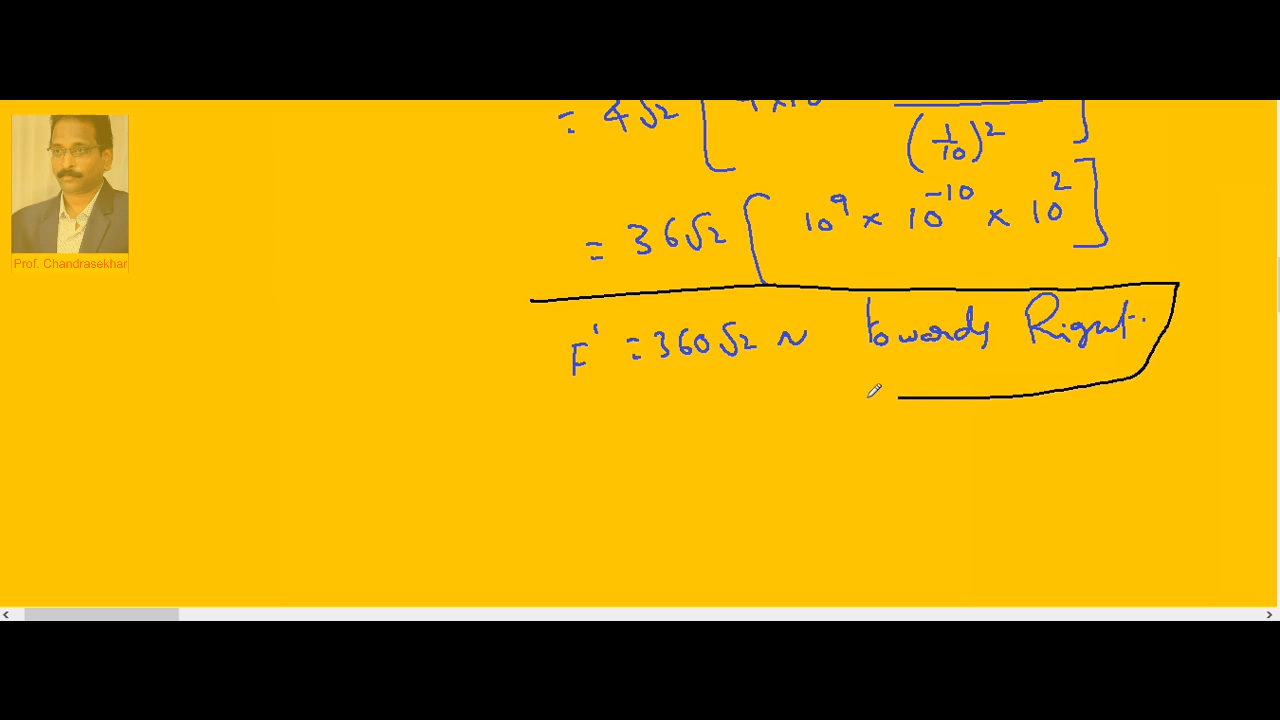 = 4√2 [
(1/10)² ]
= 36√2 [ 10⁹ × 10⁻¹⁰ × 10² ]
F' = 360√2 N towards Right.
Prof. Chandrasekhar